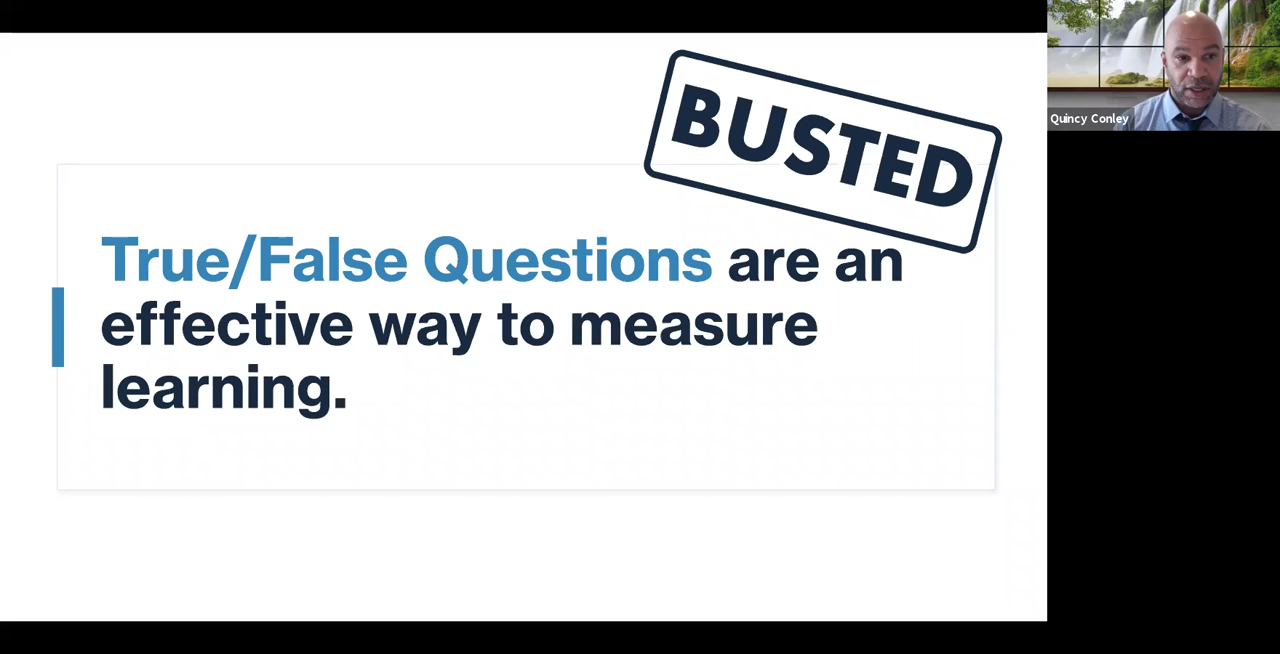 BUSTED
True/False Questions are an
effective way to measure
learning.
Quincy Conley